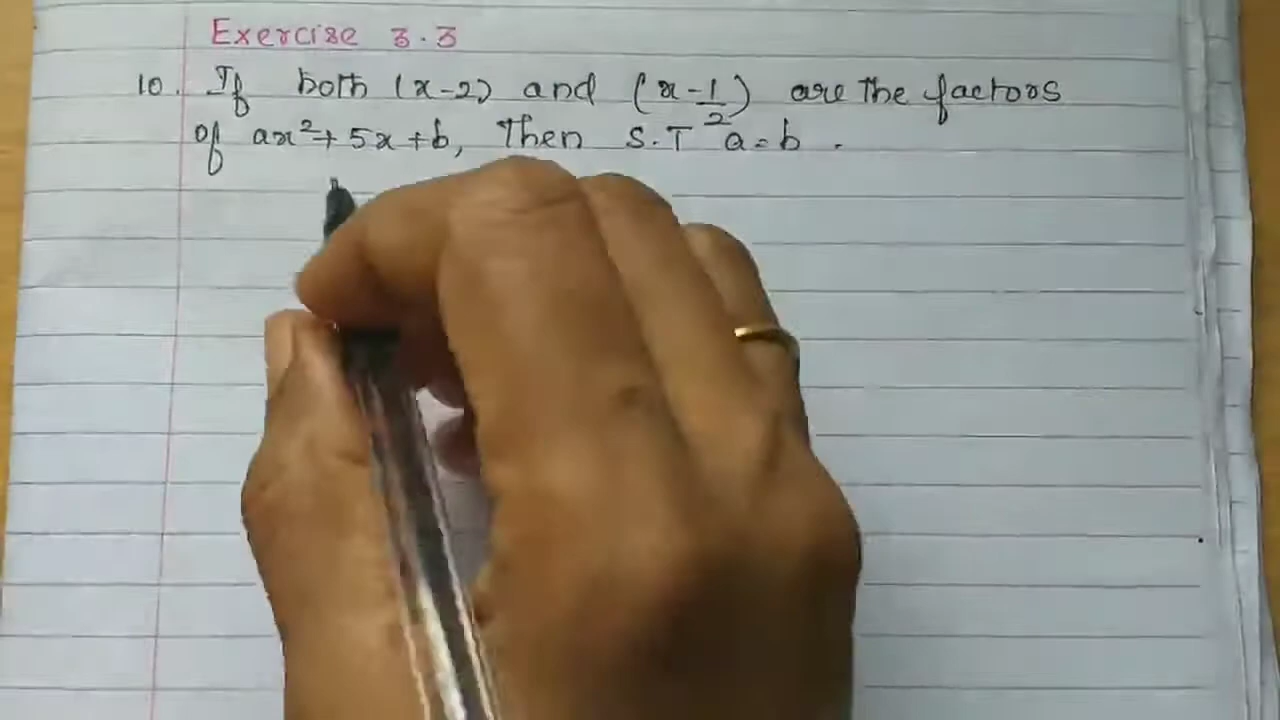 Exercise 3.3
10. If both (x-2) and (x-1/2) are the factors
of ax²+5x+b, Then S.T a=b.